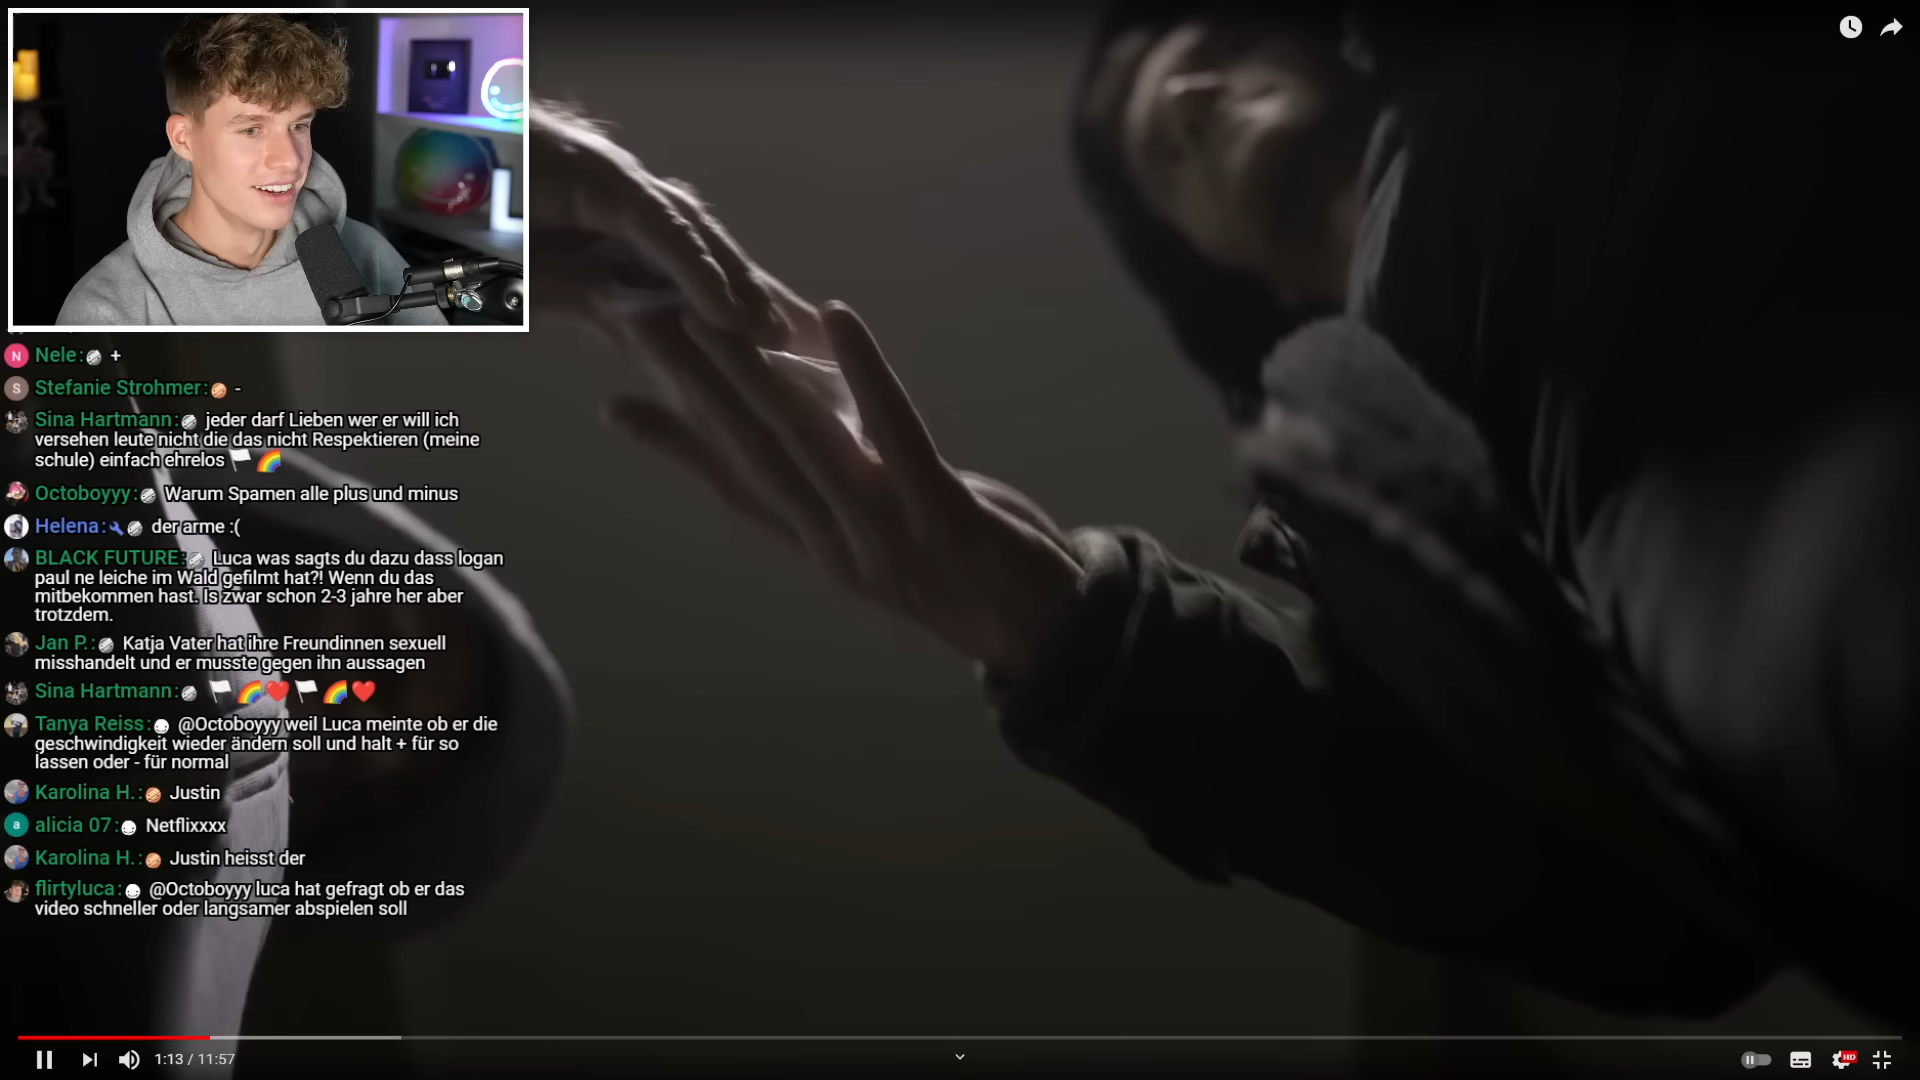 N Nele: +
S Stefanie Strohmer: -
Sina Hartmann: jeder darf Lieben wer er will ich
versehen leute nicht die das nicht Respektieren (meine
schule) einfach ehrelos
Octoboyyy: Warum Spamen alle plus und minus
Helena: der arme :(
BLACK FUTURE: Luca was sagts du dazu dass logan
paul ne leiche im Wald gefilmt hat?! Wenn du das
mitbekommen hast. Is zwar schon 2-3 jahre her aber
trotzdem.
Jan P.: Katja Vater hat ihre Freundinnen sexuell
misshandelt und er musste gegen ihn aussagen
Sina Hartmann: 🏳🌈❤️🏳🌈❤️
Tanya Reiss: @Octoboyyy weil Luca meinte ob er die
geschwindigkeit wieder ändern soll und halt + für so
lassen oder - für normal
Karolina H.: Justin
a alicia 07: Netflixxxx
Karolina H.: Justin heisst der
flirtyluca: @Octoboyyy luca hat gefragt ob er das
video schneller oder langsamer abspielen soll
1:13 / 11:57
HD